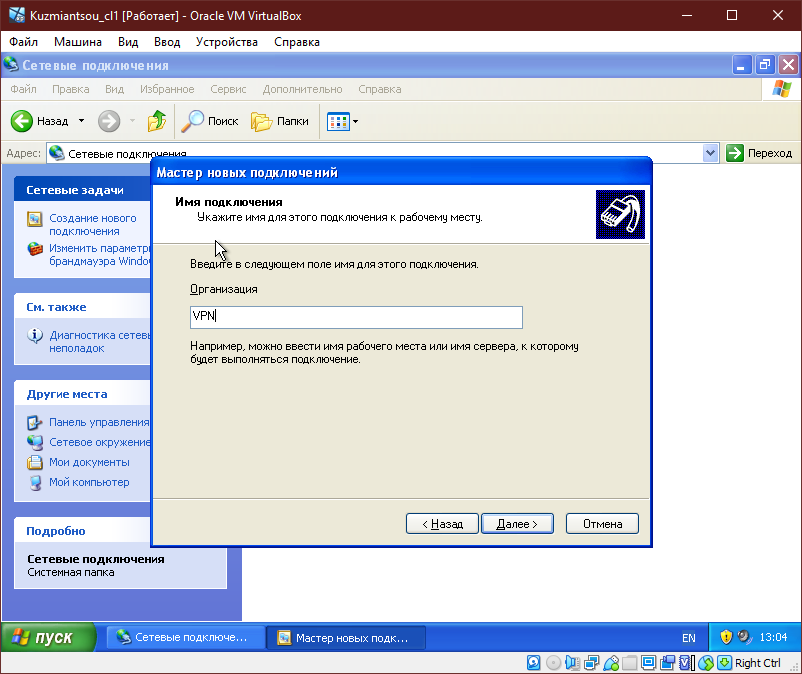 Kuzmiantsou_cl1 [Работает] - Oracle VM VirtualBox
Файл Машина Вид Ввод Устройства Справка
Сетевые подключения
Файл Правка Вид Избранное Сервис Дополнительно Справка
Назад Поиск Папки
Адрес: Сетевые подключения Переход
Сетевые задачи
Создание нового
подключения
Изменить параметры
брандмауэра Windo
См. также
Диагностика сетевь
неполадок
Другие места
Панель управления
Сетевое окружение
Мои документы
Мой компьютер
Подробно
Сетевые подключения
Системная папка
Мастер новых подключений
Имя подключения
Укажите имя для этого подключения к рабочему месту.
Введите в следующем поле имя для этого подключения.
Организация
VPN
Например, можно ввести имя рабочего места или имя сервера, к которому
будет выполняться подключение.
< Назад Далее > Отмена
пуск Сетевые подключе... Мастер новых подк... EN 13:04
Right Ctrl